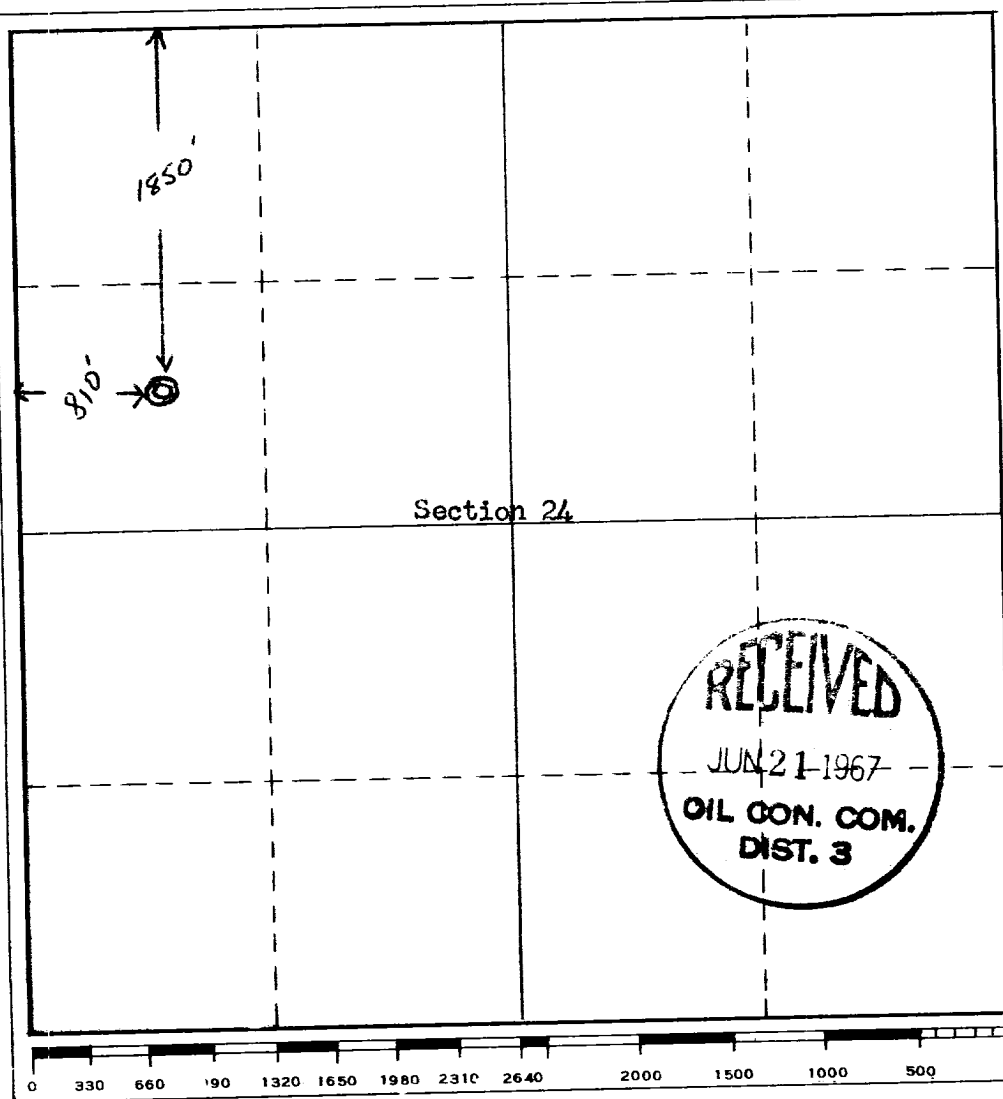 1850'
810'
Section 24
RECEIVED
JUN 21 1967
OIL CON. COM.
DIST. 3
0 330 660 '90 1320 1650 1980 2310 2640 2000 1500 1000 500